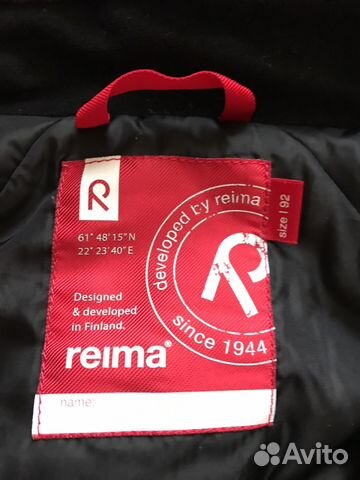 R
61° 48' 15" N
22° 23' 40" E
Designed
& developed
in Finland.
reima®
name:
developed by reima
R
since 1944
size | 92
Avito